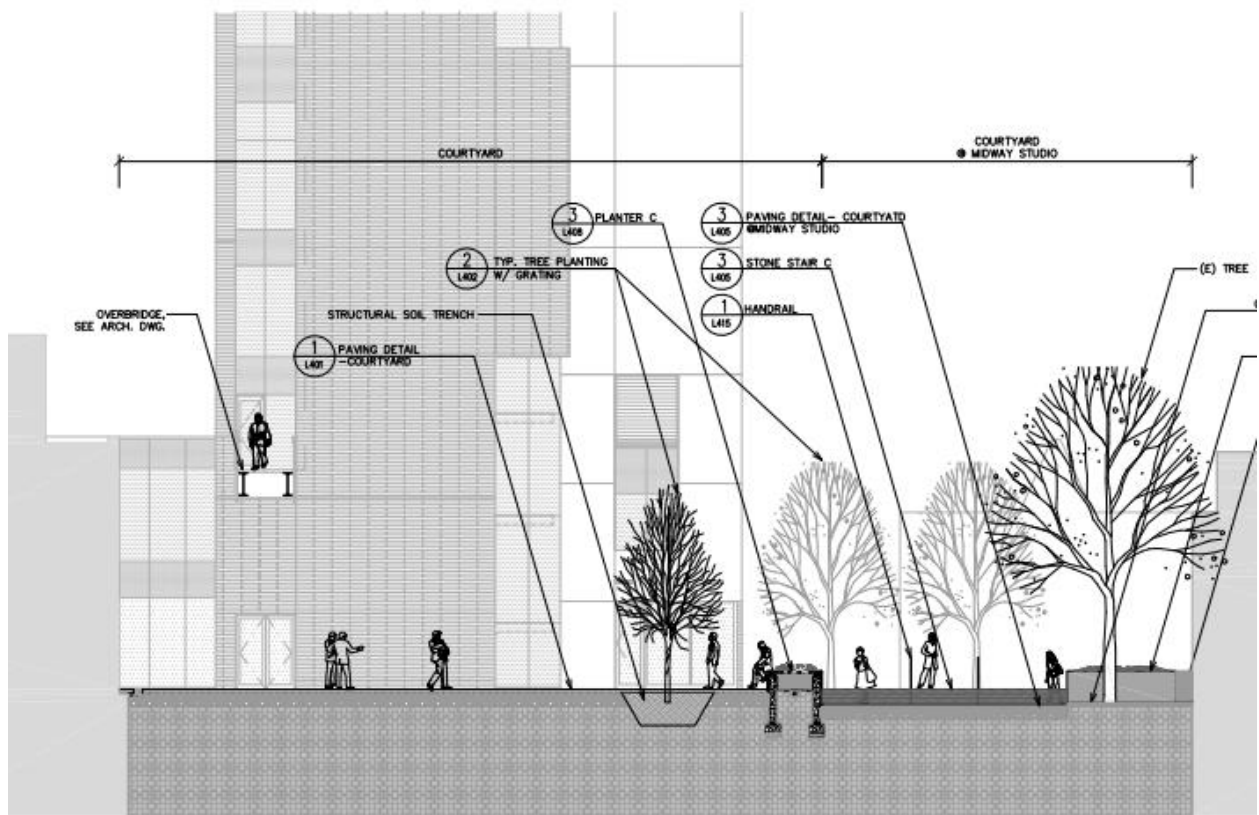 COURTYARD
COURTYARD
@ MIDWAY STUDIO
3
L408
PLANTER C
3
L405
PAVING DETAIL- COURTYATD
@MIDWAY STUDIO
2
L402
TYP. TREE PLANTING
W/ GRATING
3
L405
STONE STAIR C
(E) TREE
OVERBRIDGE,
SEE ARCH. DWG.
STRUCTURAL SOIL TRENCH
1
L415
HANDRAIL
1
L401
PAVING DETAIL
-COURTYARD